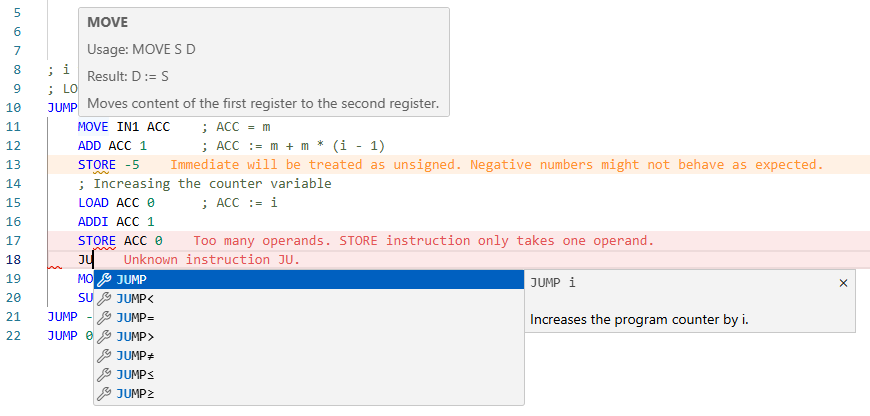 5
6
7
MOVE
Usage: MOVE S D
Result: D := S
Moves content of the first register to the second register.
8 ; i
9 ; LO
10 JUMP
11 MOVE IN1 ACC ; ACC = m
12 ADD ACC 1 ; ACC := m + m * (i - 1)
13 STORE -5 Immediate will be treated as unsigned. Negative numbers might not behave as expected.
14 ; Increasing the counter variable
15 LOAD ACC 0 ; ACC := i
16 ADDI ACC 1
17 STORE ACC 0 Too many operands. STORE instruction only takes one operand.
18 JU Unknown instruction JU.
19 MO
20 SU
21 JUMP -
22 JUMP 0
JUMP
JUMP<
JUMP=
JUMP>
JUMP≠
JUMP≤
JUMP≥
JUMP i ×
Increases the program counter by i.